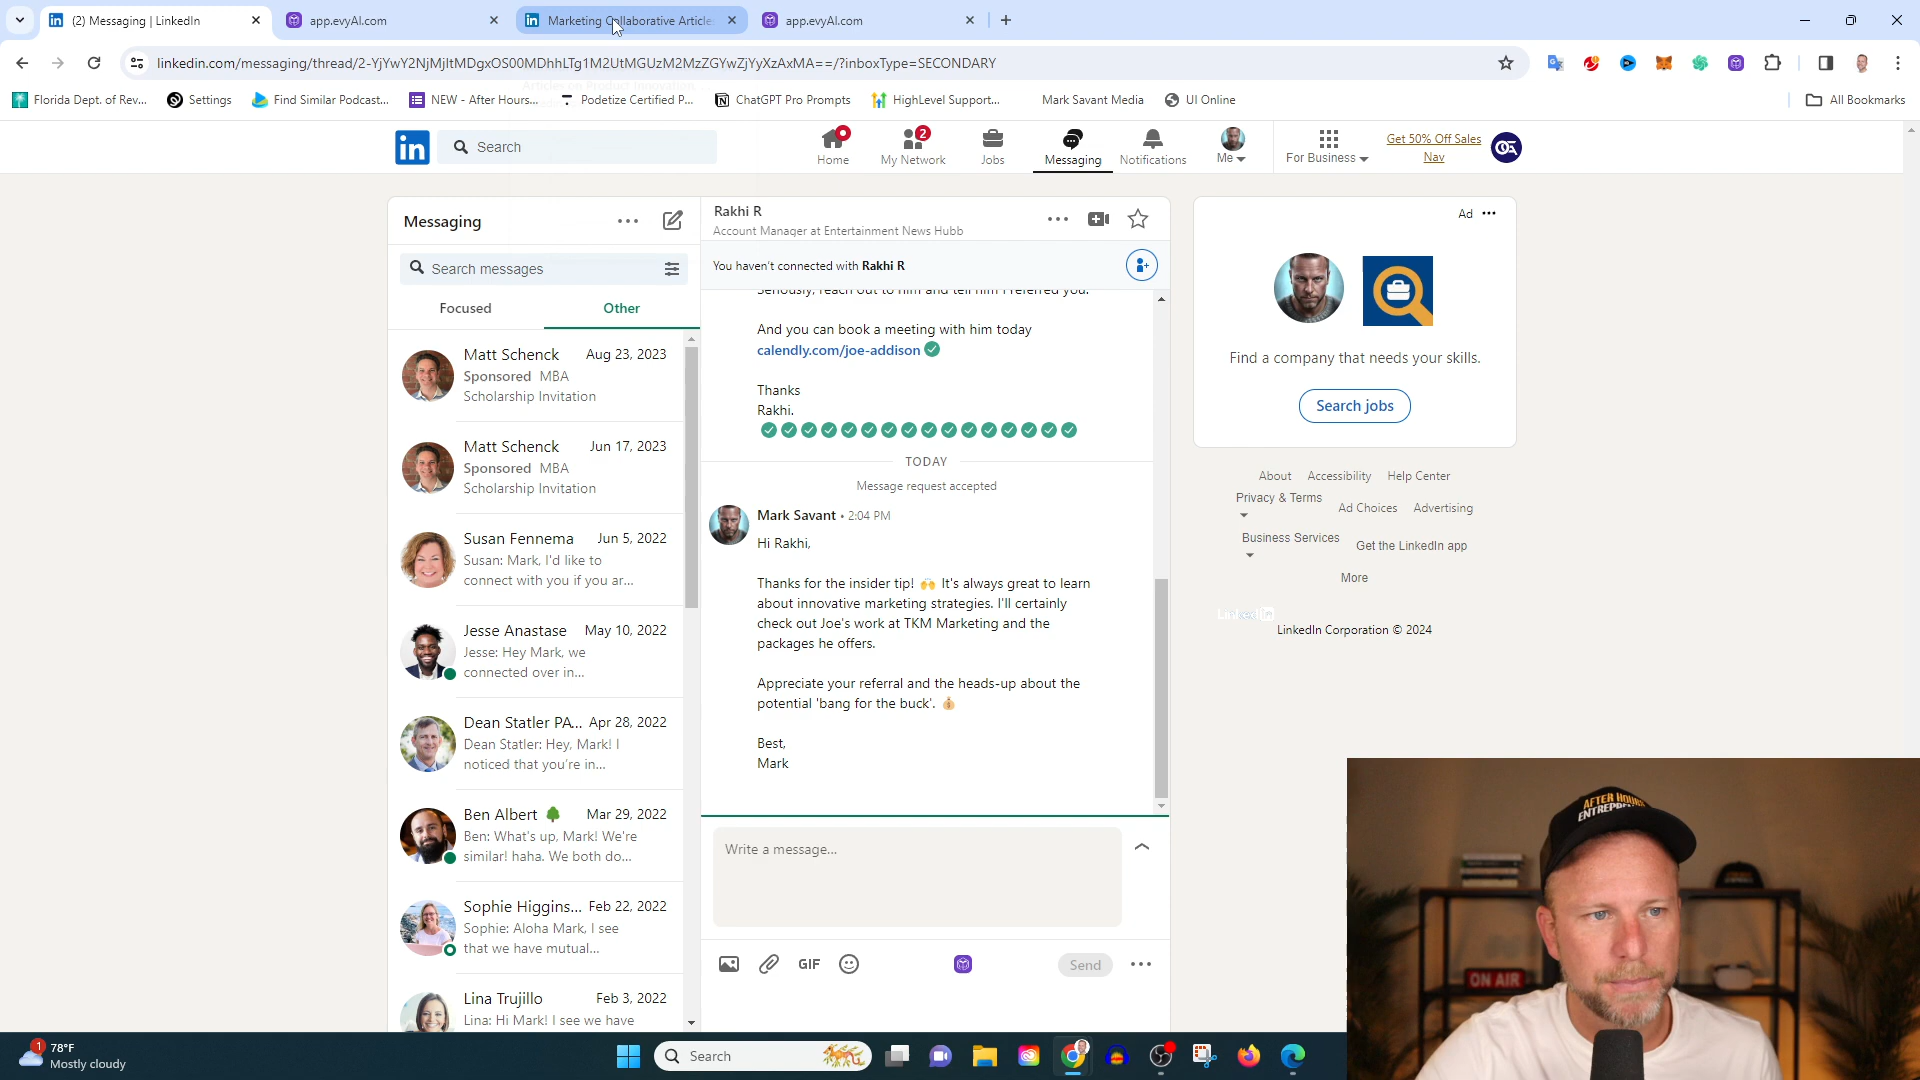 (2) Messaging | LinkedIn
app.evyAI.com
Marketing Collaborative Article
app.evyAI.com
linkedin.com/messaging/thread/2-YjYwY2NjMjItMDgxOS00MDhhLTg1M2UtMGUzM2MzZGYwZjYyXzAxMA==/?inboxType=SECONDARY
Florida Dept. of Rev...
Settings
Find Similar Podcast...
NEW - After Hours...
Podetize Certified P...
ChatGPT Pro Prompts
HighLevel Support...
Mark Savant Media
UI Online
All Bookmarks
in
Search
Home
2
My Network
Jobs
Messaging
Notifications
Me
For Business
Get 50% Off Sales
Nav
Messaging
Search messages
Focused
Other
Matt Schenck Aug 23, 2023
Sponsored MBA
Scholarship Invitation
Matt Schenck Jun 17, 2023
Sponsored MBA
Scholarship Invitation
Susan Fennema Jun 5, 2022
Susan: Mark, I'd like to
connect with you if you ar...
Jesse Anastase May 10, 2022
Jesse: Hey Mark, we
connected over in...
Dean Statler PA... Apr 28, 2022
Dean Statler: Hey, Mark! I
noticed that you're in...
Ben Albert Mar 29, 2022
Ben: What's up, Mark! We're
similar! haha. We both do...
Sophie Higgins... Feb 22, 2022
Sophie: Aloha Mark, I see
that we have mutual...
Lina Trujillo Feb 3, 2022
Lina: Hi Mark! I see we have
Rakhi R
Account Manager at Entertainment News Hubb
You haven't connected with Rakhi R
Seriously, reach out to him and tell him I referred you.
And you can book a meeting with him today
calendly.com/joe-addison
Thanks
Rakhi.
TODAY
Message request accepted
Mark Savant • 2:04 PM
Hi Rakhi,
Thanks for the insider tip! It's always great to learn
about innovative marketing strategies. I'll certainly
check out Joe's work at TKM Marketing and the
packages he offers.
Appreciate your referral and the heads-up about the
potential 'bang for the buck'.
Best,
Mark
Write a message...
GIF
Send
Ad
Find a company that needs your skills.
Search jobs
About Accessibility Help Center
Privacy & Terms
Ad Choices Advertising
Business Services
Get the LinkedIn app
More
LinkedIn
LinkedIn Corporation © 2024
AFTER HOURS
ENTREPRENEUR
ON AIR
1
78°F
Mostly cloudy
Search